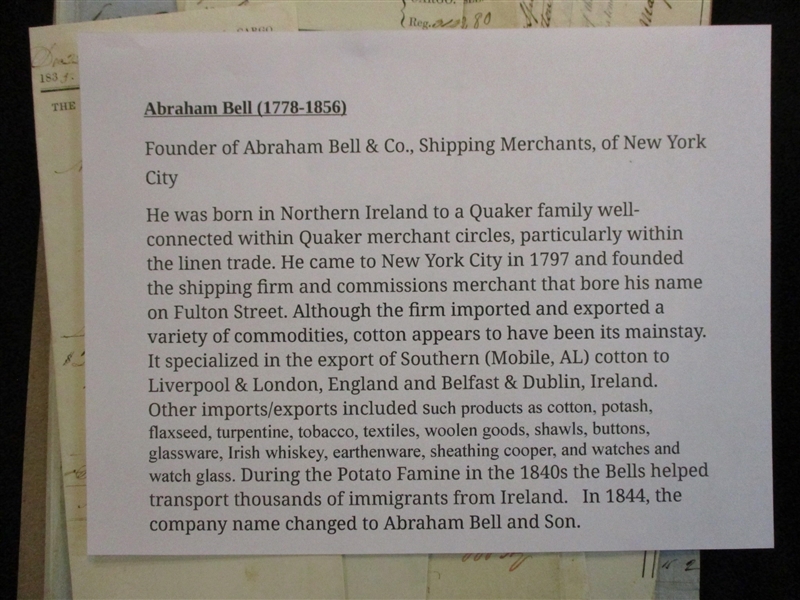 CARGO,
Reg.
CARGO
183
THE
Abraham Bell (1778-1856)
Founder of Abraham Bell & Co., Shipping Merchants, of New York
City
He was born in Northern Ireland to a Quaker family well-
connected within Quaker merchant circles, particularly within
the linen trade. He came to New York City in 1797 and founded
the shipping firm and commissions merchant that bore his name
on Fulton Street. Although the firm imported and exported a
variety of commodities, cotton appears to have been its mainstay.
It specialized in the export of Southern (Mobile, AL) cotton to
Liverpool & London, England and Belfast & Dublin, Ireland.
Other imports/exports included such products as cotton, potash,
flaxseed, turpentine, tobacco, textiles, woolen goods, shawls, buttons,
glassware, Irish whiskey, earthenware, sheathing cooper, and watches and
watch glass. During the Potato Famine in the 1840s the Bells helped
transport thousands of immigrants from Ireland. In 1844, the
company name changed to Abraham Bell and Son.